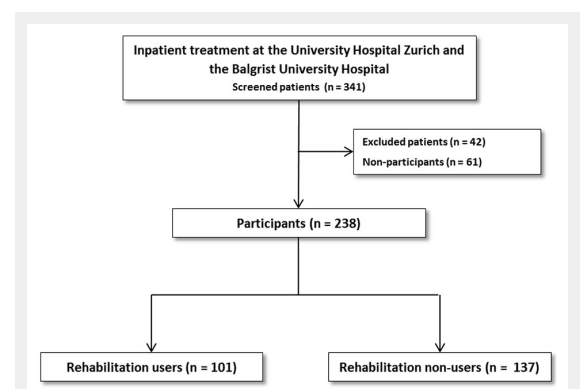 Inpatient treatment at the University Hospital Zurich and
the Balgrist University Hospital
Screened patients (n = 341)
Excluded patients (n = 42)
Non-participants (n = 61)
Participants (n = 238)
Rehabilitation users (n = 101)
Rehabilitation non-users (n = 137)